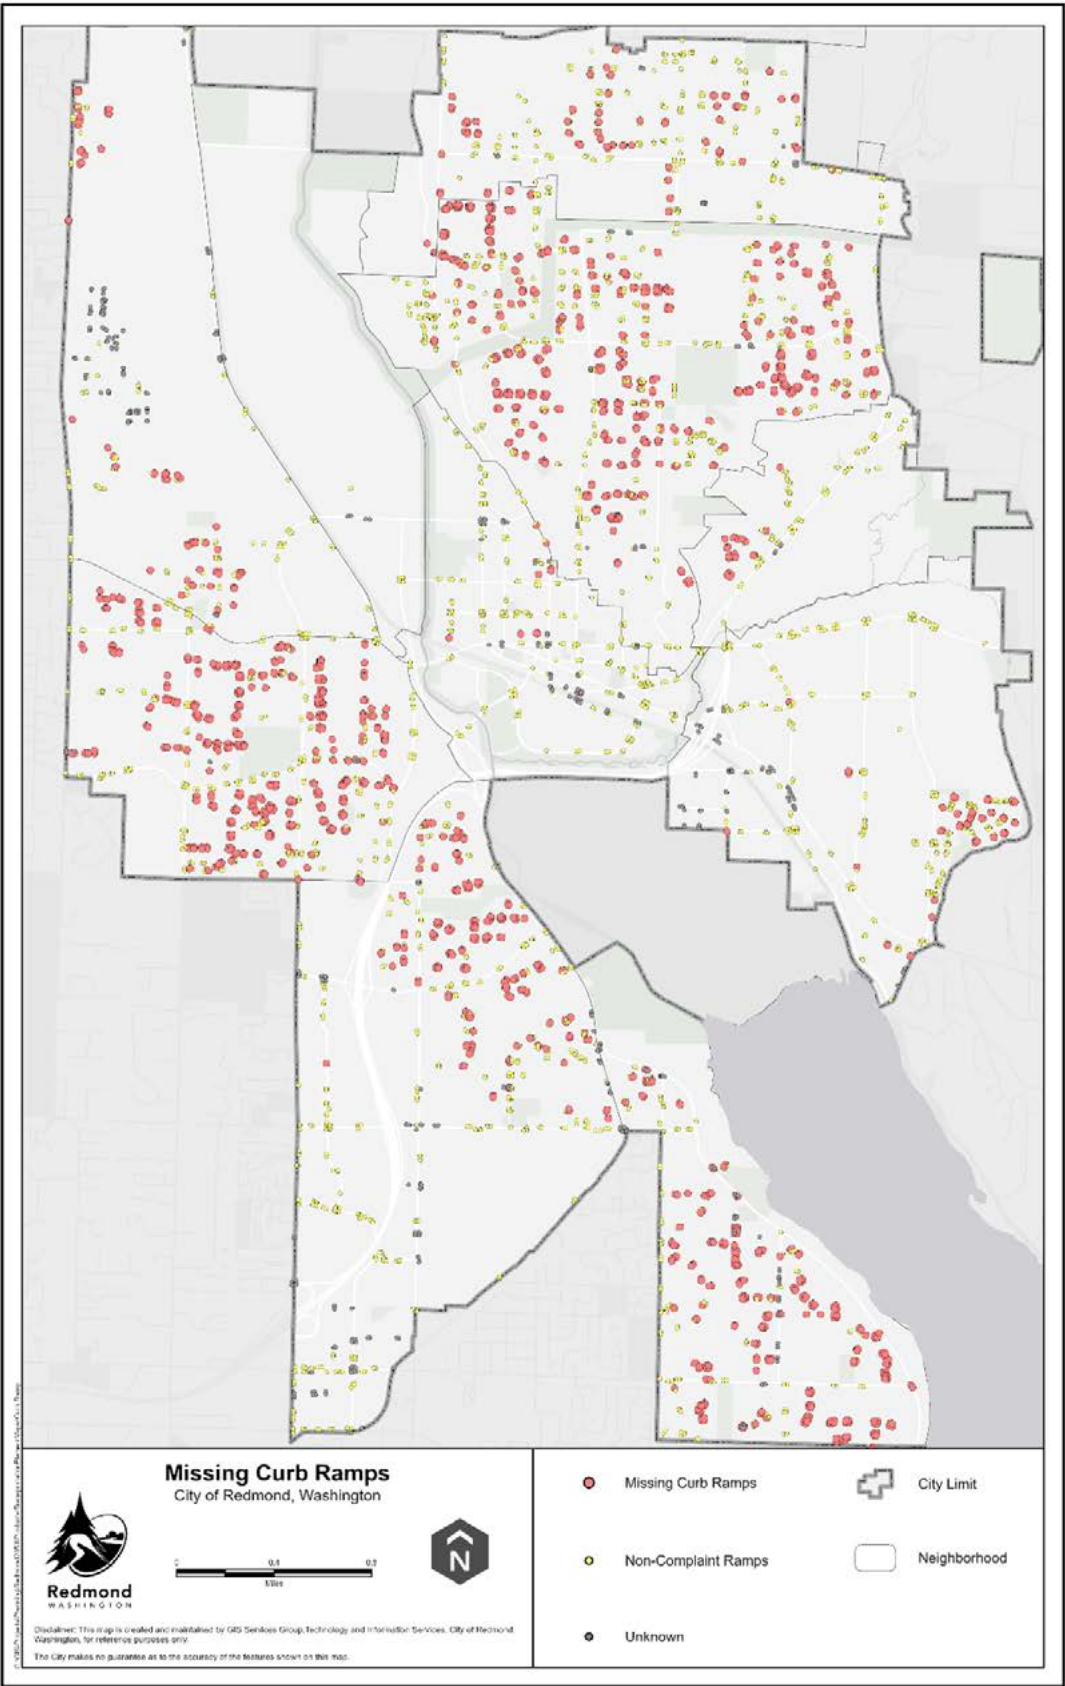 Missing Curb Ramps
City of Redmond, Washington
Redmond
WASHINGTON
0
Miles
N
Disclaimer: This map is created and maintained by GIS Services Group, Technology and Information Services, City of Redmond,
Washington, for reference purposes only.
The City makes no guarantee as to the accuracy of the features shown on this map.
Missing Curb Ramps
City Limit
Non-Complaint Ramps
Neighborhood
Unknown